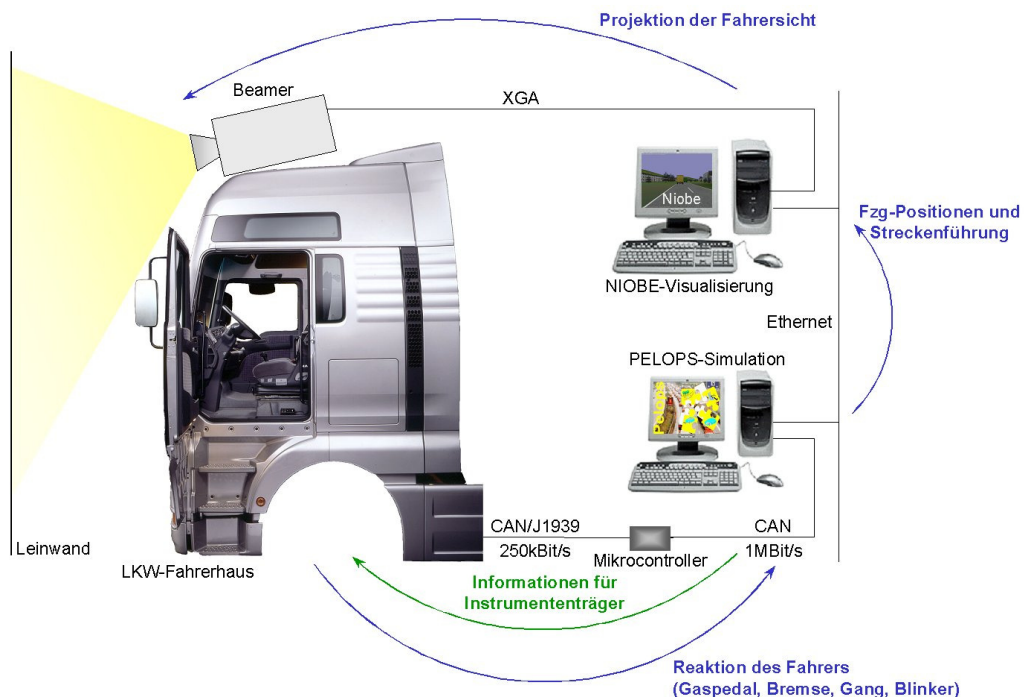 Projektion der Fahrersicht
Beamer
XGA
Niobe
Fzg-Positionen und
Streckenführung
NIOBE-Visualisierung
Ethernet
PELOPS-Simulation
Pelops
CAN/J1939
250kBit/s
Mikrocontroller
CAN
1MBit/s
Leinwand
LKW-Fahrerhaus
Informationen für
Instrumententräger
Reaktion des Fahrers
(Gaspedal, Bremse, Gang, Blinker)